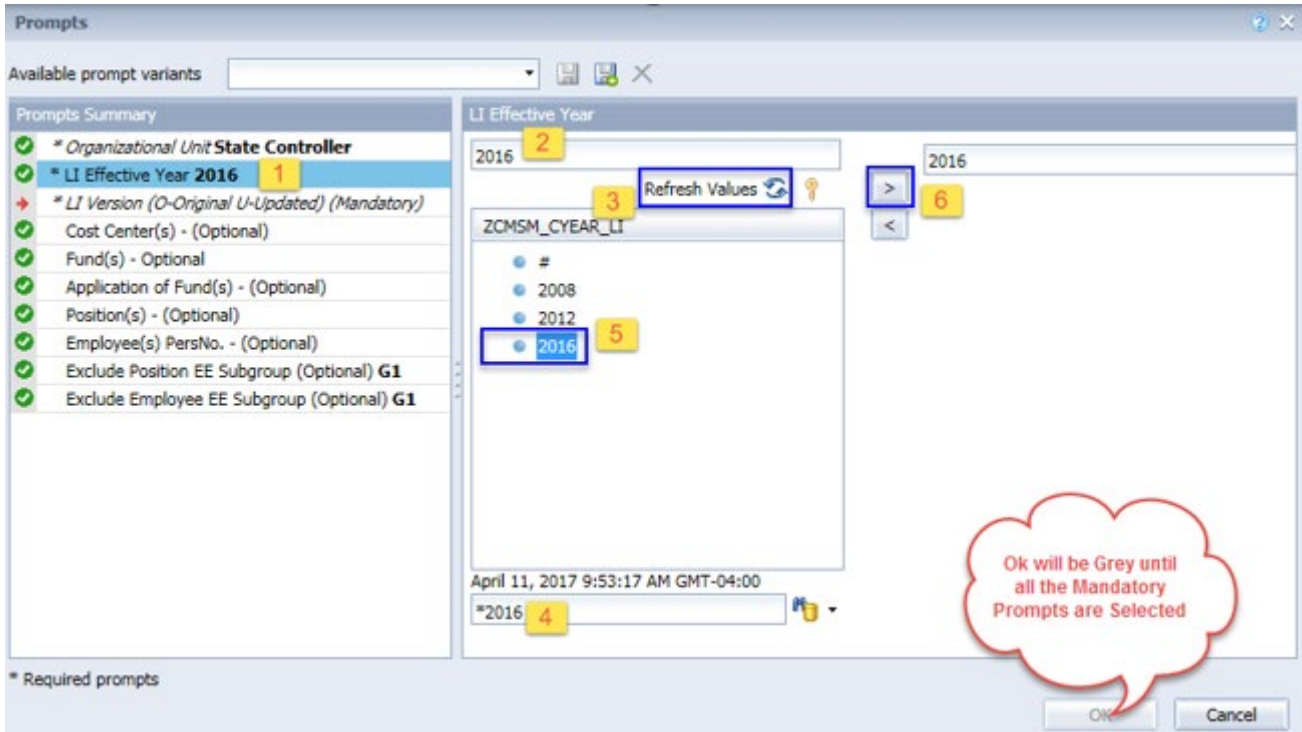 Prompts
Available prompt variants
Prompts Summary
* Organizational Unit State Controller
* LI Effective Year 2016 1
* LI Version (O-Original U-Updated) (Mandatory)
Cost Center(s) - (Optional)
Fund(s) - Optional
Application of Fund(s) - (Optional)
Position(s) - (Optional)
Employee(s) PersNo. - (Optional)
Exclude Position EE Subgroup (Optional) G1
Exclude Employee EE Subgroup (Optional) G1
LI Effective Year
2016 2
3 Refresh Values
ZCMSM_CYEAR_LI
#
2008
2012
2016 5
April 11, 2017 9:53:17 AM GMT-04:00
*2016 4
> 6
<
2016
Ok will be Grey until
all the Mandatory
Prompts are Selected
* Required prompts
OK
Cancel